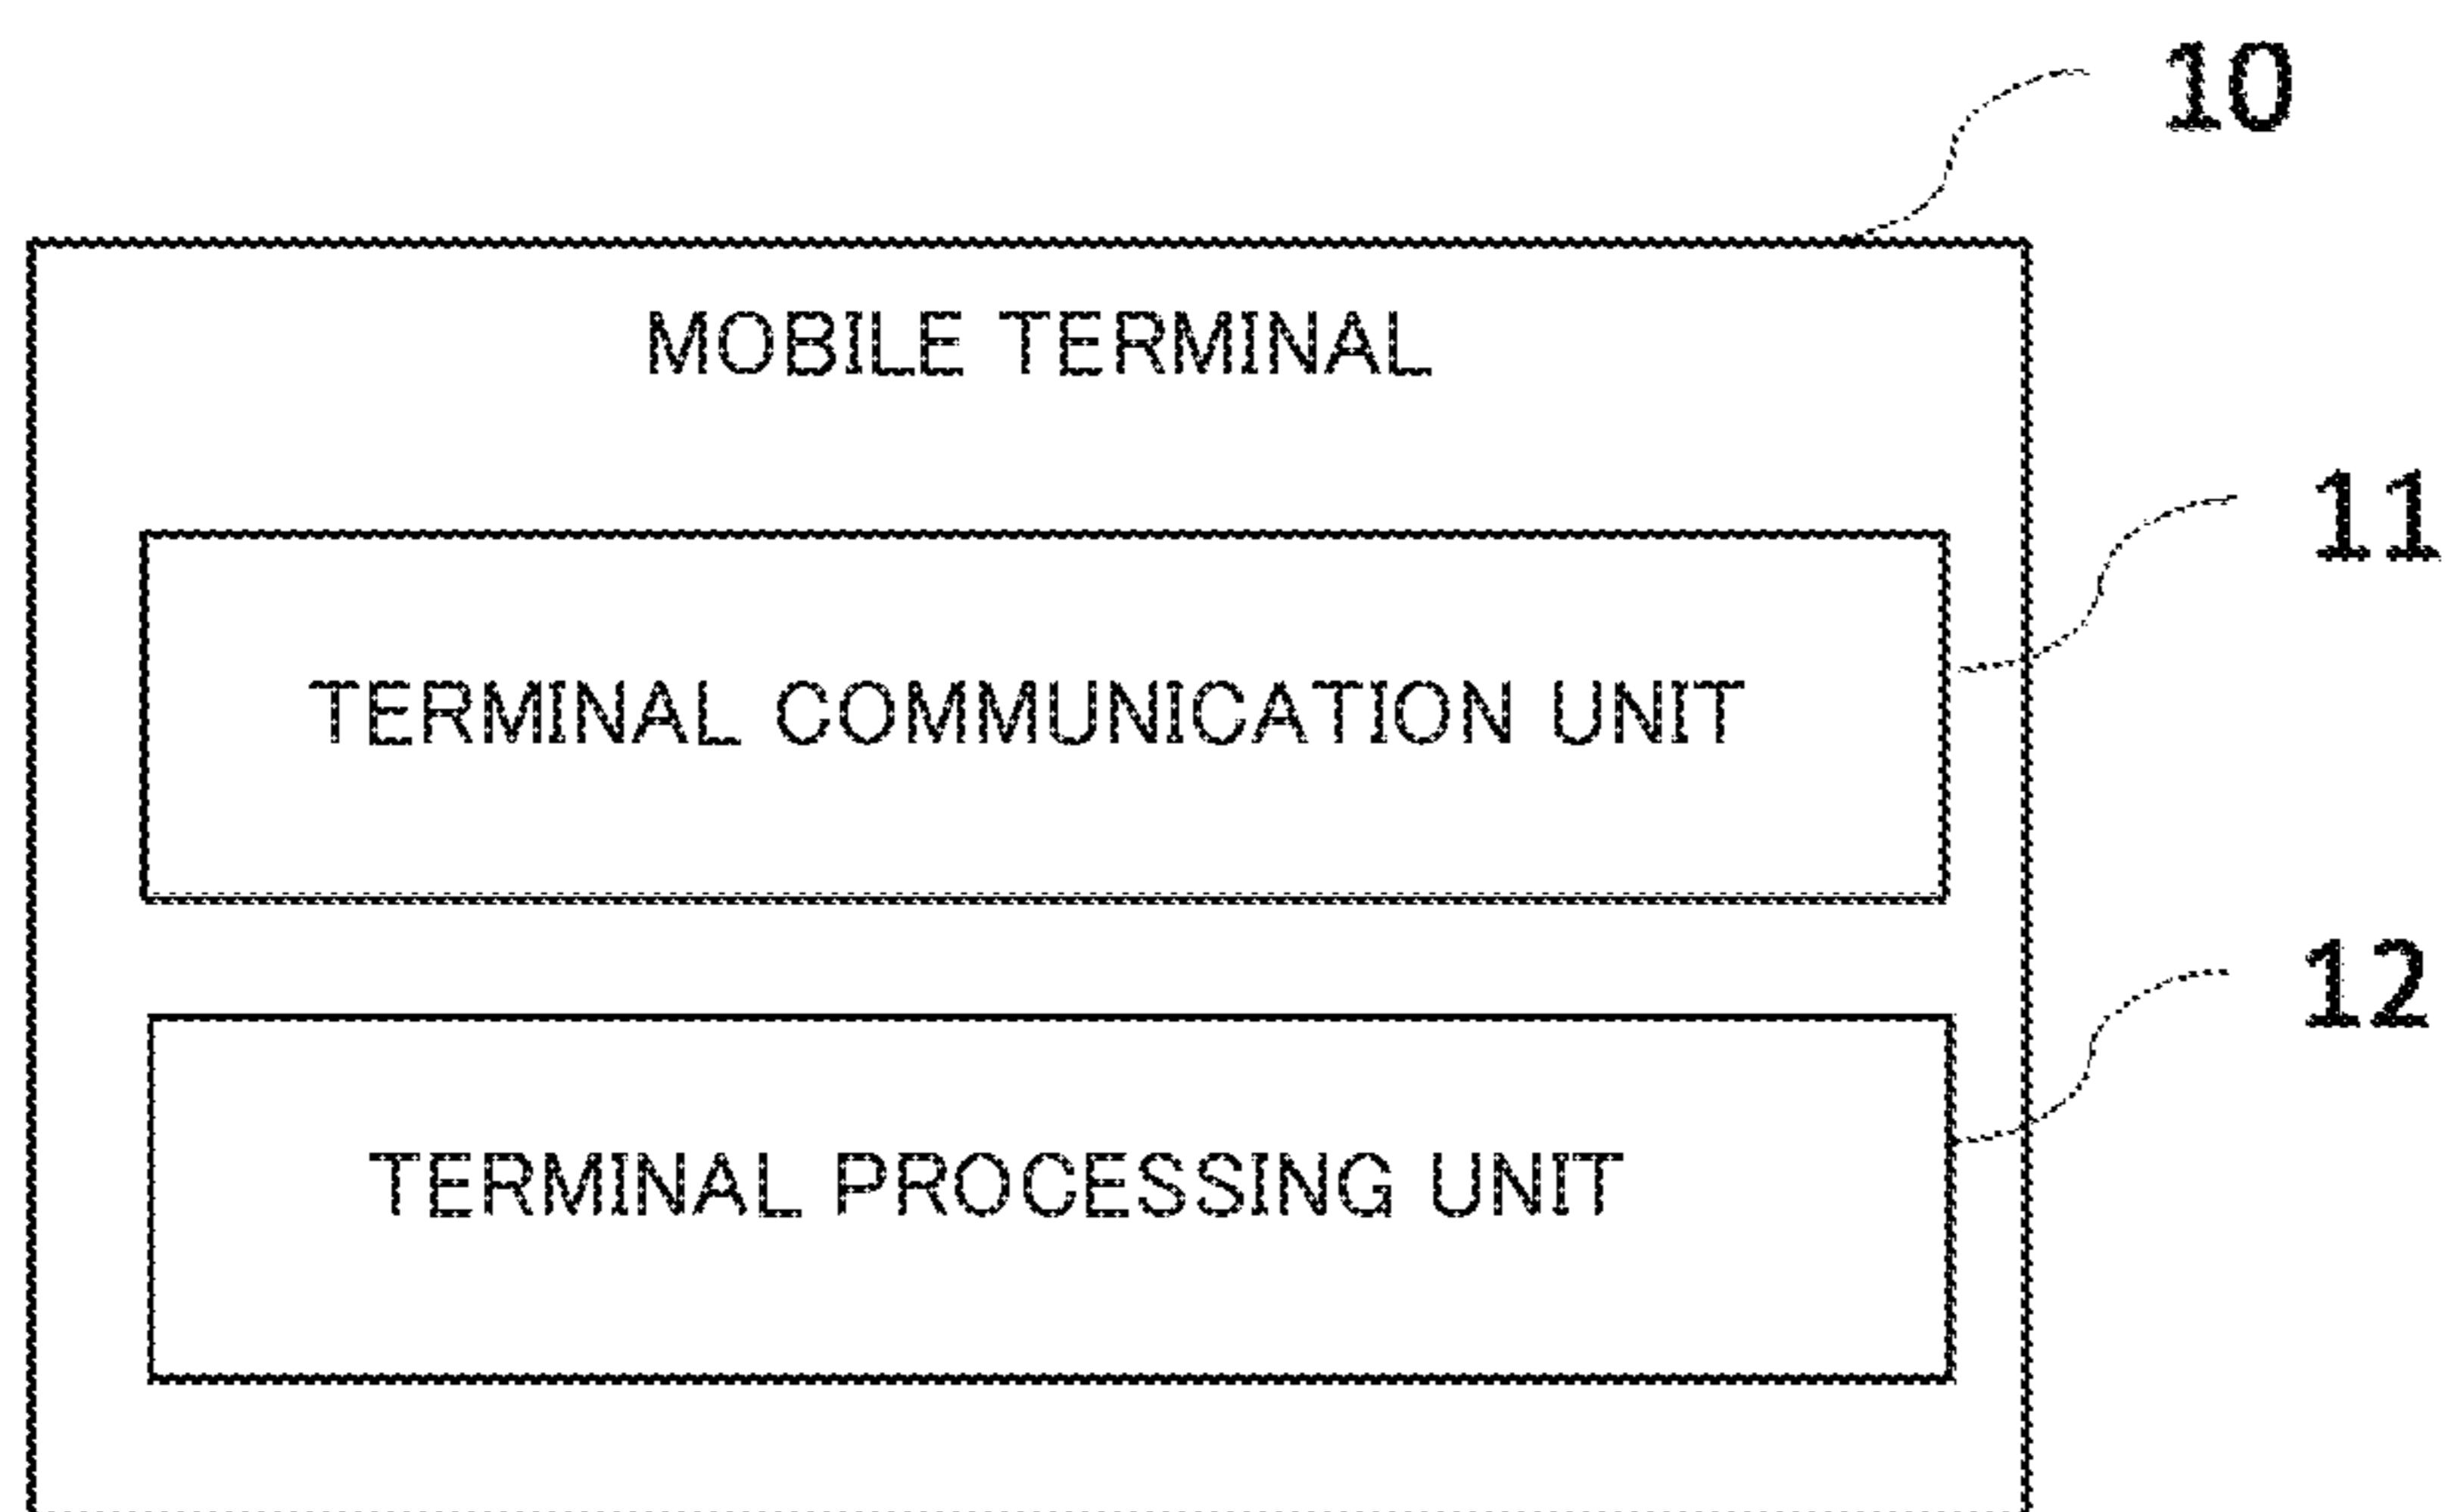 10
MOBILE TERMINAL
11
TERMINAL COMMUNICATION UNIT
12
TERMINAL PROCESSING UNIT